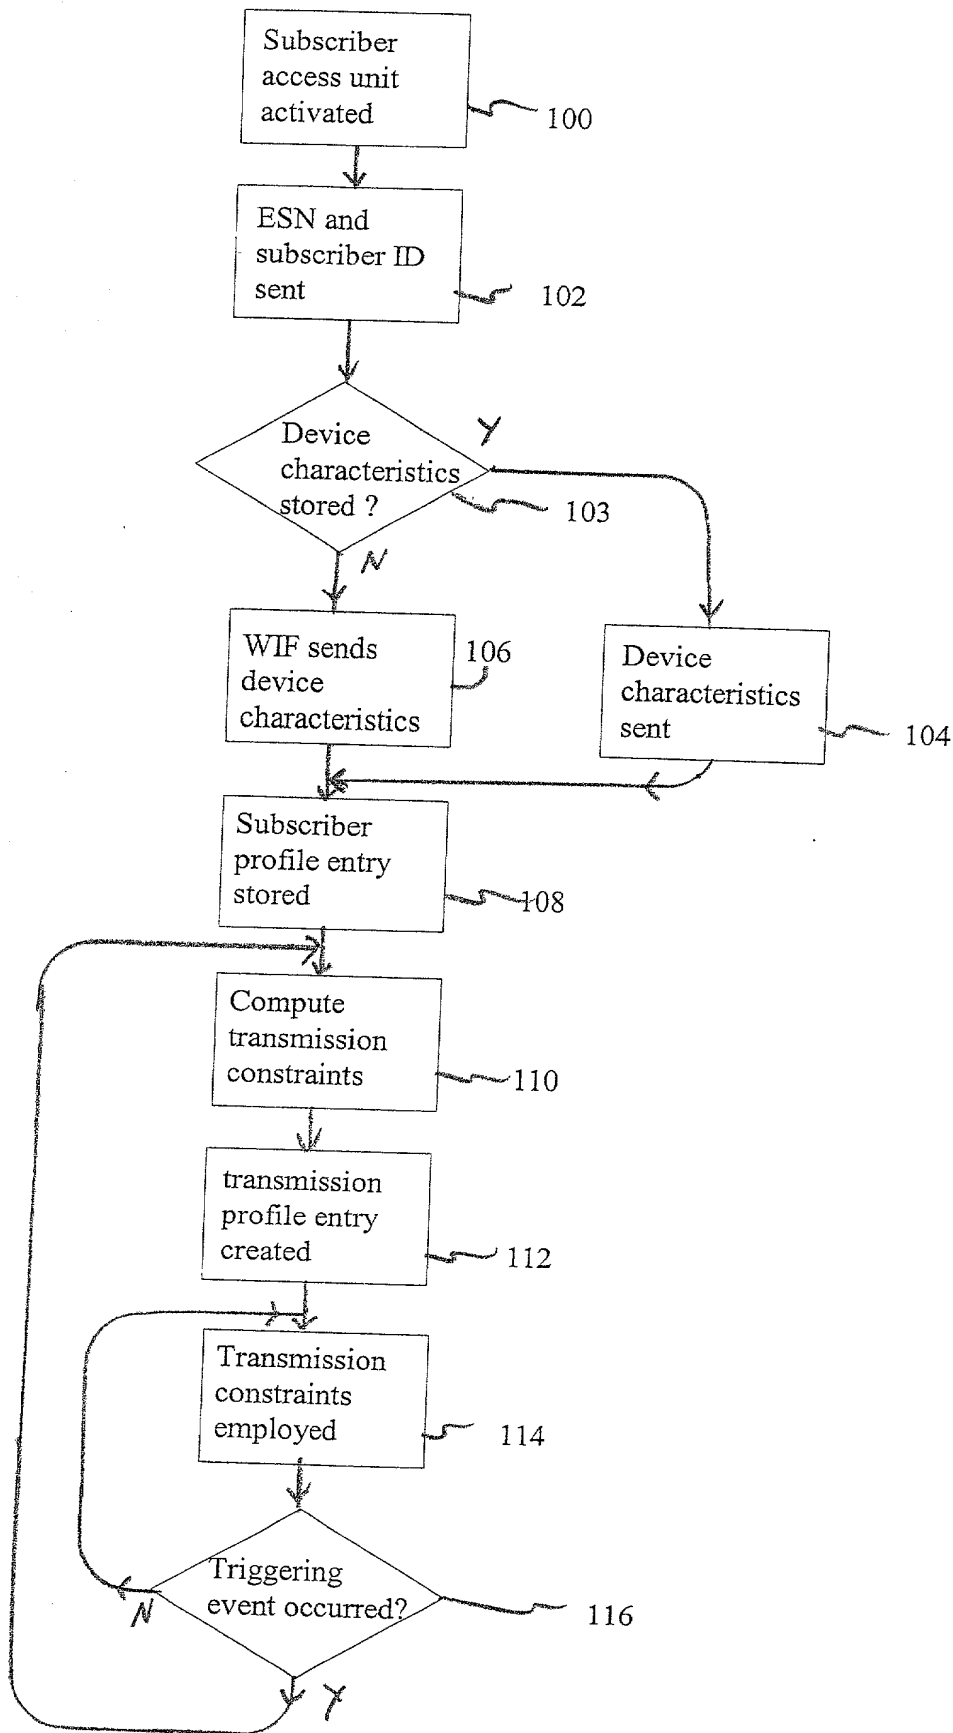 Subscriber
access unit
activated
100
ESN and
subscriber ID
sent
102
Device
characteristics
stored ?
Y
103
N
WIF sends
device
characteristics
106
Device
characteristics
sent
104
Subscriber
profile entry
stored
108
Compute
transmission
constraints
110
transmission
profile entry
created
112
Transmission
constraints
employed
114
Triggering
event occurred?
N
116
Y